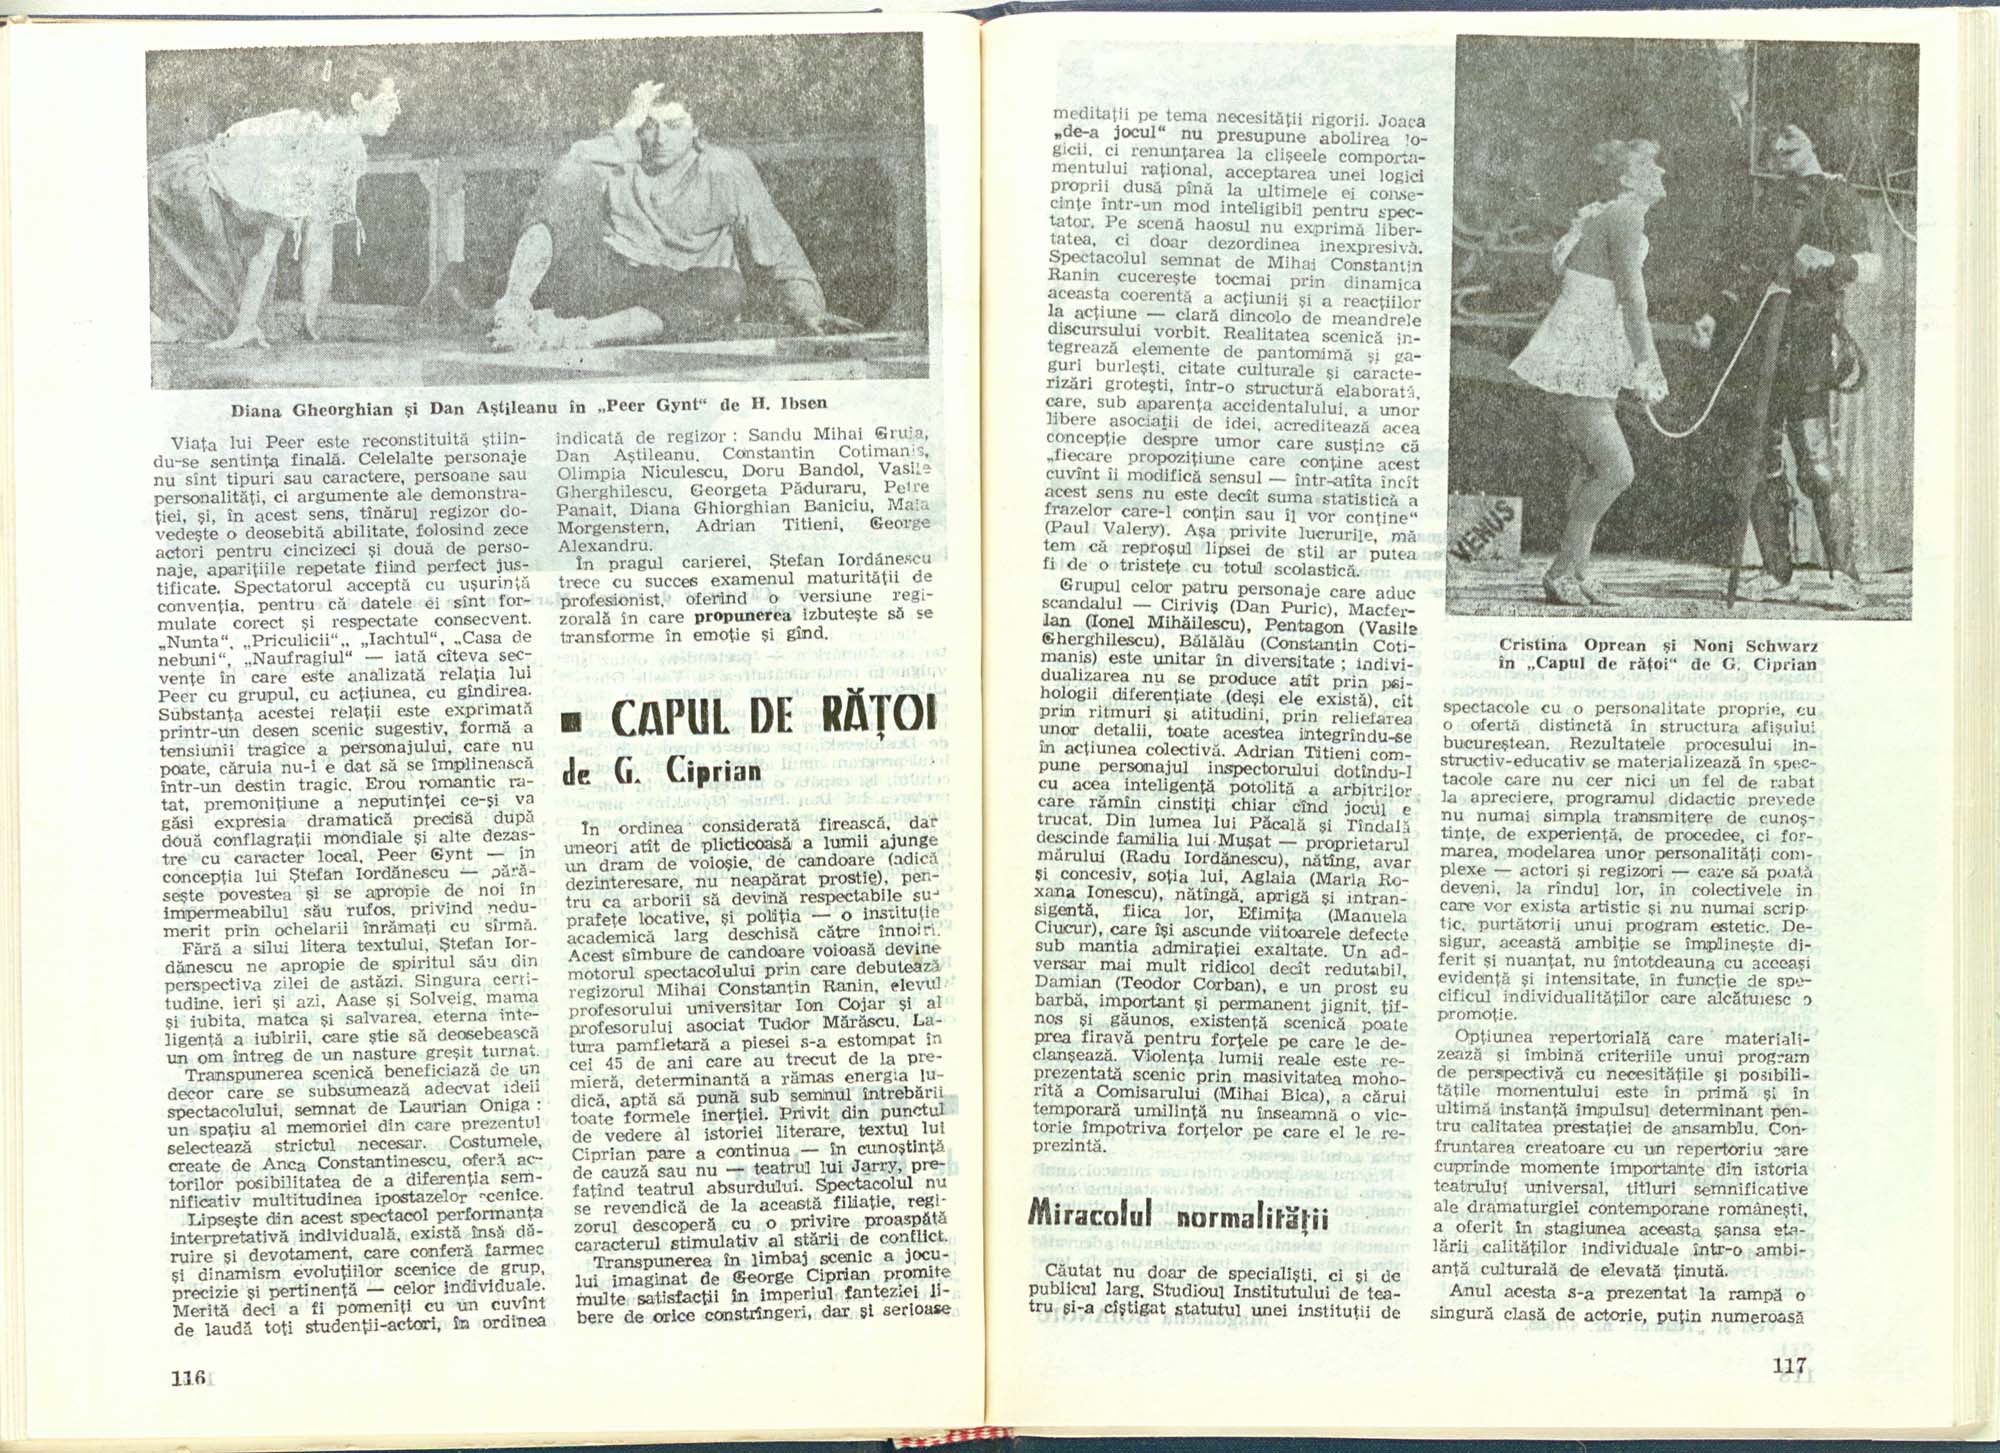 Diana Gheorghian și Dan Aștileanu în „Peer Gynt“ de H. Ibsen
Viața lui Peer este reconstituită știin-
du-se sentința finală. Celelalte personaje
nu sînt tipuri sau caractere, persoane sau
personalități, ci argumente ale demonstra-
ției, și, în acest sens, tînărul regizor do-
vedește o deosebită abilitate, folosind zece
actori pentru cincizeci și două de perso-
naje, aparițiile repetate fiind perfect jus-
tificate. Spectatorul acceptă cu ușurință
convenția, pentru că datele ei sînt for-
mulate corect și respectate consecvent.
„Nunta“, „Priculicii“„ „Iachtul“, „Casa de
nebuni“, „Naufragiul“ — iată cîteva sec-
vențe în care este analizată relația lui
Peer cu grupul, cu acțiunea, cu gîndirea.
Substanța acestei relații este exprimată
printr-un desen scenic sugestiv, formă a
tensiunii tragice a personajului, care nu
poate, căruia nu-i e dat să se împlinească
într-un destin tragic. Erou romantic ra-
tat, premonițiune a neputinței ce-și va
găsi expresia dramatică precisă după
două conflagrații mondiale și alte dezas-
tre cu caracter local, Peer Gynt — în
concepția lui Ștefan Iordănescu — pără-
sește povestea și se apropie de noi în
impermeabilul său rufos, privind nedu-
merit prin ochelarii înrămați cu sîrmă.
Fără a silui litera textului, Ștefan Ior-
dănescu ne apropie de spiritul său din
perspectiva zilei de astăzi. Singura certi-
tudine, ieri și azi, Aase și Solveig, mama
și iubita, matca și salvarea, eterna inte-
ligență a iubirii, care știe să deosebească
un om întreg de un nasture greșit turnat.
Transpunerea scenică beneficiază de un
decor care se subsumează adecvat ideii
spectacolului, semnat de Laurian Oniga :
un spațiu al memoriei din care prezentul
selectează strictul necesar. Costumele,
create de Anca Constantinescu, oferă ac-
torilor posibilitatea de a diferenția sem-
nificativ multitudinea ipostazelor scenice.
Lipsește din acest spectacol performanța
interpretativă individuală, există însă dă-
ruire și devotament, care conferă farmec
și dinamism evoluțiilor scenice de grup,
precizie și pertinență — celor individuale.
Merită deci a fi pomeniți cu un cuvînt
de laudă toți studenții-actori, în ordinea
indicată de regizor : Sandu Mihai Gruia,
Dan Aștileanu, Constantin Cotimanis,
Olimpia Niculescu, Doru Bandol, Vasile
Gherghilescu, Georgeta Păduraru, Petre
Panait, Diana Ghiorghian Baniciu, Maia
Morgenstern, Adrian Titieni, George
Alexandru.
În pragul carierei, Ștefan Iordănescu
trece cu succes examenul maturității de
profesionist, oferind o versiune regi-
zorală în care propunerea izbutește să se
transforme în emoție și gînd.
■ CAPUL DE RĂȚOI
de G. Ciprian
În ordinea considerată firească, dar
uneori atît de plicticoasă a lumii ajunge
un dram de voioșie, de candoare (adică
dezinteresare, nu neapărat prostie), pen-
tru ca arborii să devină respectabile su-
prafețe locative, și poliția — o instituție
academică larg deschisă către înnoiri.
Acest sîmbure de candoare voioasă devine
motorul spectacolului prin care debutează
regizorul Mihai Constantin Ranin, elevul
profesorului universitar Ion Cojar și al
profesorului asociat Tudor Mărăscu. La-
tura pamfletară a piesei s-a estompat în
cei 45 de ani care au trecut de la pre-
mieră, determinantă a rămas energia lu-
dică, aptă să pună sub semnul întrebării
toate formele inerției. Privit din punctul
de vedere al istoriei literare, textul lui
Ciprian pare a continua — în cunoștință
de cauză sau nu — teatrul lui Jarry, pre-
fațind teatrul absurdului. Spectacolul nu
se revendică de la această filiație, regi-
zorul descoperă cu o privire proaspătă
caracterul stimulativ al stării de conflict.
Transpunerea în limbaj scenic a jocu-
lui imaginat de George Ciprian promite
multe satisfacții în imperiul fanteziei li-
bere de orice constrîngeri, dar și serioase
116
meditații pe tema necesității rigorii. Joaca
„de-a jocul“ nu presupune abolirea lo-
gicii, ci renunțarea la clișeele comporta-
mentului rațional, acceptarea unei logici
proprii dusă pînă la ultimele ei conse-
cințe într-un mod inteligibil pentru spec-
tator. Pe scenă haosul nu exprimă liber-
tatea, ci doar dezordinea inexpresivă.
Spectacolul semnat de Mihai Constantin
Ranin cucerește tocmai prin dinamica
aceasta coerentă a acțiunii și a reacțiilor
la acțiune — clară dincolo de meandrele
discursului vorbit. Realitatea scenică in-
tegrează elemente de pantomimă și ga-
guri burlești, citate culturale și caracte-
rizări grotești, într-o structură elaborată,
care, sub aparența accidentalului, a unor
libere asociații de idei, acreditează acea
concepție despre umor care susține că
„fiecare propozițiune care conține acest
cuvînt îi modifică sensul — într-atîta încît
acest sens nu este decît suma statistică a
frazelor care-l conțin sau îl vor conține“
(Paul Valery). Așa privite lucrurile, mă
tem că reproșul lipsei de stil ar putea
fi de o tristețe cu totul scolastică.
Grupul celor patru personaje care aduc
scandalul — Ciriviș (Dan Puric), Macfer-
lan (Ionel Mihăilescu), Pentagon (Vasile
Gherghilescu), Bălălău (Constantin Coti-
manis) este unitar în diversitate ; indivi-
dualizarea nu se produce atît prin psi-
hologii diferențiate (deși ele există), cît
prin ritmuri și atitudini, prin reliefarea
unor detalii, toate acestea integrîndu-se
în acțiunea colectivă. Adrian Titieni com-
pune personajul inspectorului dotîndu-l
cu acea inteligență potolită a arbitrilor
care rămîn cinstiți chiar cînd jocul e
trucat. Din lumea lui Păcală și Tîndală
descinde familia lui Mușat — proprietarul
mărului (Radu Iordănescu), nătîng, avar
și concesiv, soția lui, Aglaia (Maria Ro-
xana Ionescu), nătîngă, aprigă și intran-
sigentă, fiica lor, Efimița (Manuela
Ciucur), care își ascunde viitoarele defecte
sub mantia admirației exaltate. Un ad-
versar mai mult ridicol decît redutabil,
Damian (Teodor Corban), e un prost cu
barbă, important și permanent jignit, țîf-
nos și găunos, existență scenică poate
prea firavă pentru forțele pe care le de-
clanșează. Violența lumii reale este re-
prezentată scenic prin masivitatea moho-
rîtă a Comisarului (Mihai Bica), a cărui
temporară umilință nu înseamnă o vic-
torie împotriva forțelor pe care el le re-
prezintă.
Miracolul normalității
Căutat nu doar de specialiști, ci și de
publicul larg, Studioul Institutului de tea-
tru și-a cîștigat statutul unei instituții de
VENUS
Cristina Oprean și Noni Schwarz
în „Capul de rățoi“ de G. Ciprian
spectacole cu o personalitate proprie, cu
o ofertă distinctă în structura afișului
bucureștean. Rezultatele procesului in-
structiv-educativ se materializează în spec-
tacole care nu cer nici un fel de rabat
la apreciere, programul didactic prevede
nu numai simpla transmitere de cunoș-
tințe, de experiență, de procedee, ci for-
marea, modelarea unor personalități com-
plexe — actori și regizori — care să poată
deveni, la rîndul lor, în colectivele în
care vor exista artistic și nu numai scrip-
tic, purtătorii unui program estetic. De-
sigur, această ambiție se împlinește di-
ferit și nuanțat, nu întotdeauna cu aceeași
evidență și intensitate, în funcție de spe-
cificul individualităților care alcătuiesc o
promoție.
Opțiunea repertorială care materiali-
zează și îmbină criteriile unui program
de perspectivă cu necesitățile și posibili-
tățile momentului este în primă și în
ultimă instanță impulsul determinant pen-
tru calitatea prestației de ansamblu. Con-
fruntarea creatoare cu un repertoriu care
cuprinde momente importante din istoria
teatrului universal, titluri semnificative
ale dramaturgiei contemporane românești,
a oferit în stagiunea aceasta șansa eta-
lării calităților individuale într-o ambi-
anță culturală de elevată ținută.
Anul acesta s-a prezentat la rampă o
singură clasă de actorie, puțin numeroasă
117